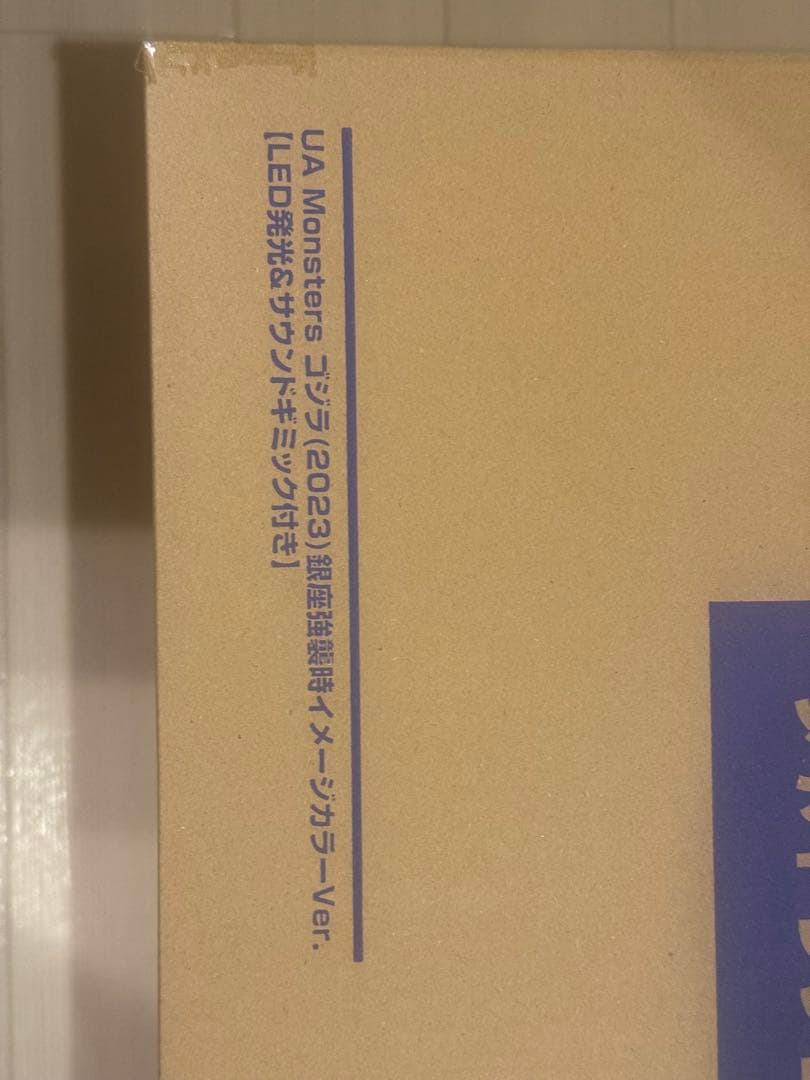 UA Monsters ゴジラ(2023)銀座強襲時イメージカラーVer.
[LED発光&サウンドギミック付き]